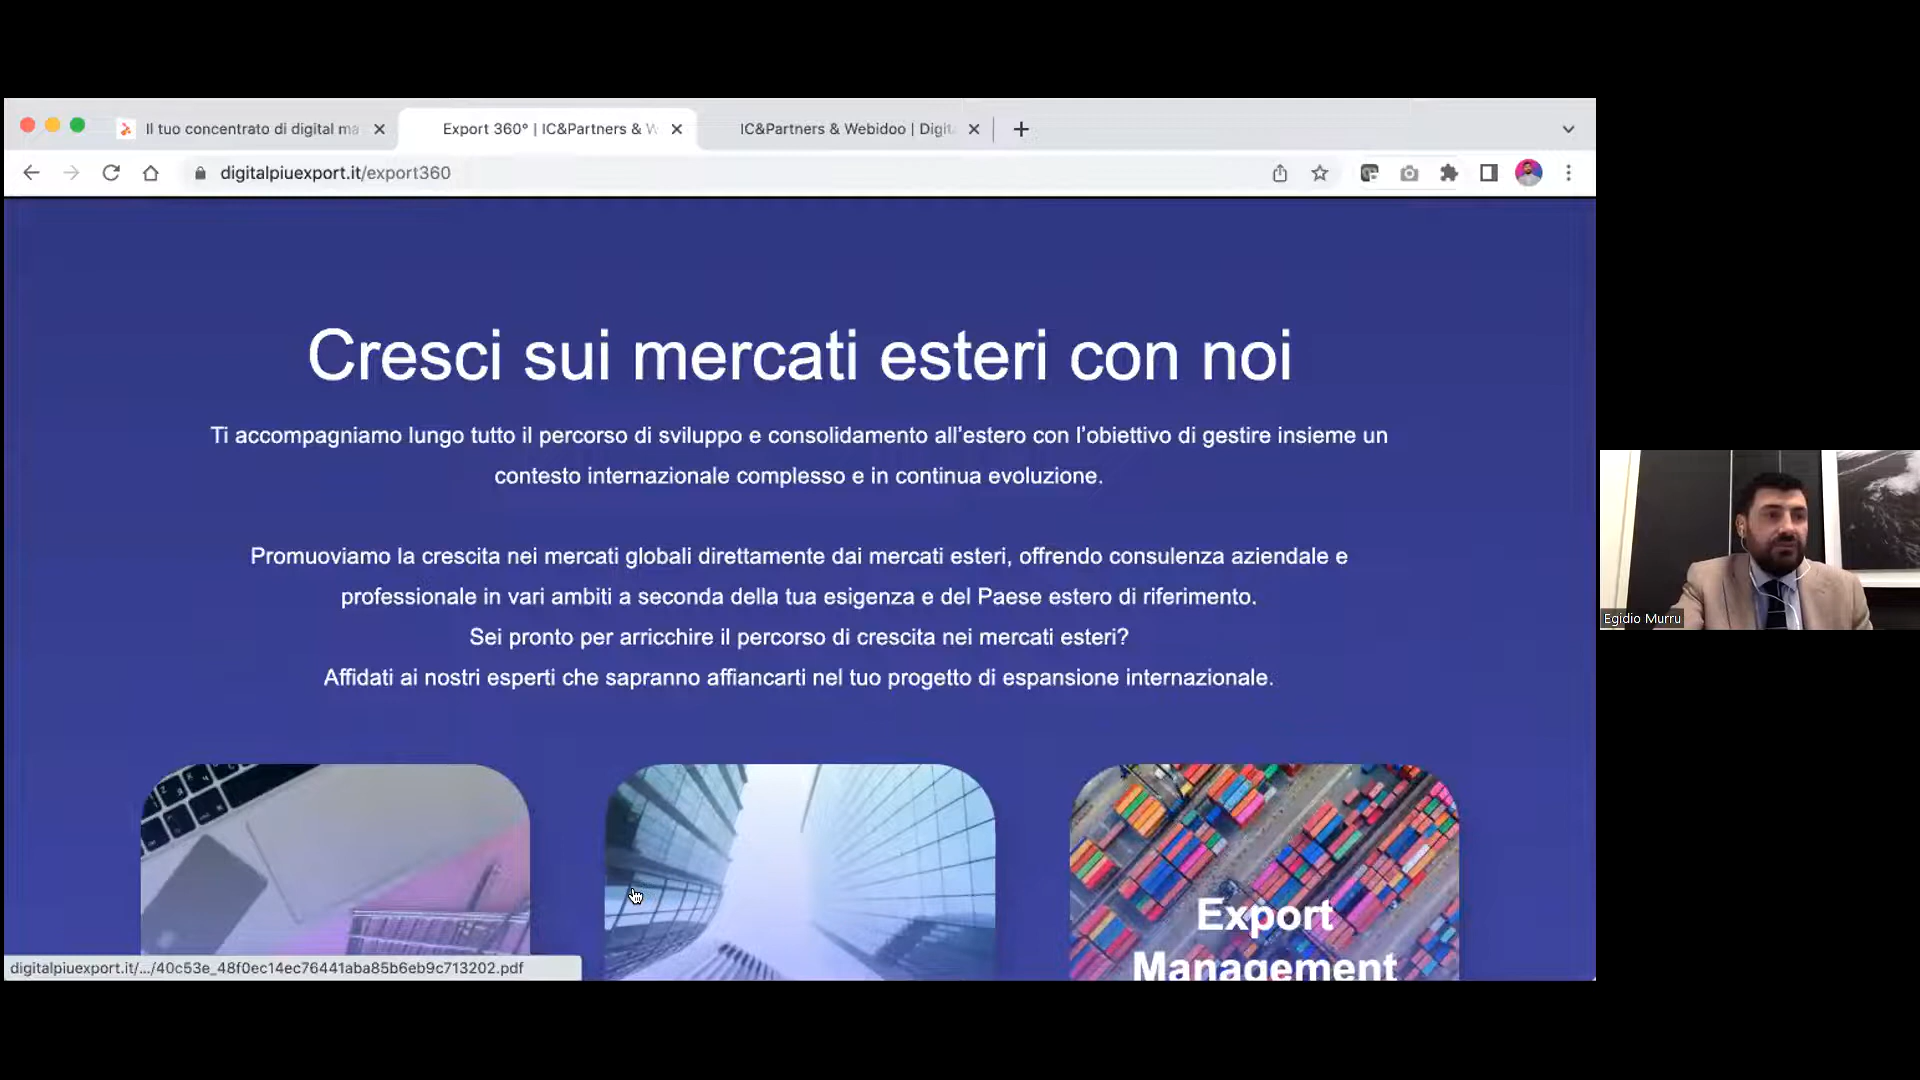 Il tuo concentrato di digital ma
Export 360° | IC&Partners & W
IC&Partners & Webidoo | Digit
digitalpiuexport.it/export360
Cresci sui mercati esteri con noi
Ti accompagniamo lungo tutto il percorso di sviluppo e consolidamento all'estero con l'obiettivo di gestire insieme un
contesto internazionale complesso e in continua evoluzione.
Promuoviamo la crescita nei mercati globali direttamente dai mercati esteri, offrendo consulenza aziendale e
professionale in vari ambiti a seconda della tua esigenza e del Paese estero di riferimento.
Sei pronto per arricchire il percorso di crescita nei mercati esteri?
Affidati ai nostri esperti che sapranno affiancarti nel tuo progetto di espansione internazionale.
Egidio Murru
Export
Management
digitalpiuexport.it/.../40c53e_48f0ec14ec76441aba85b6eb9c713202.pdf